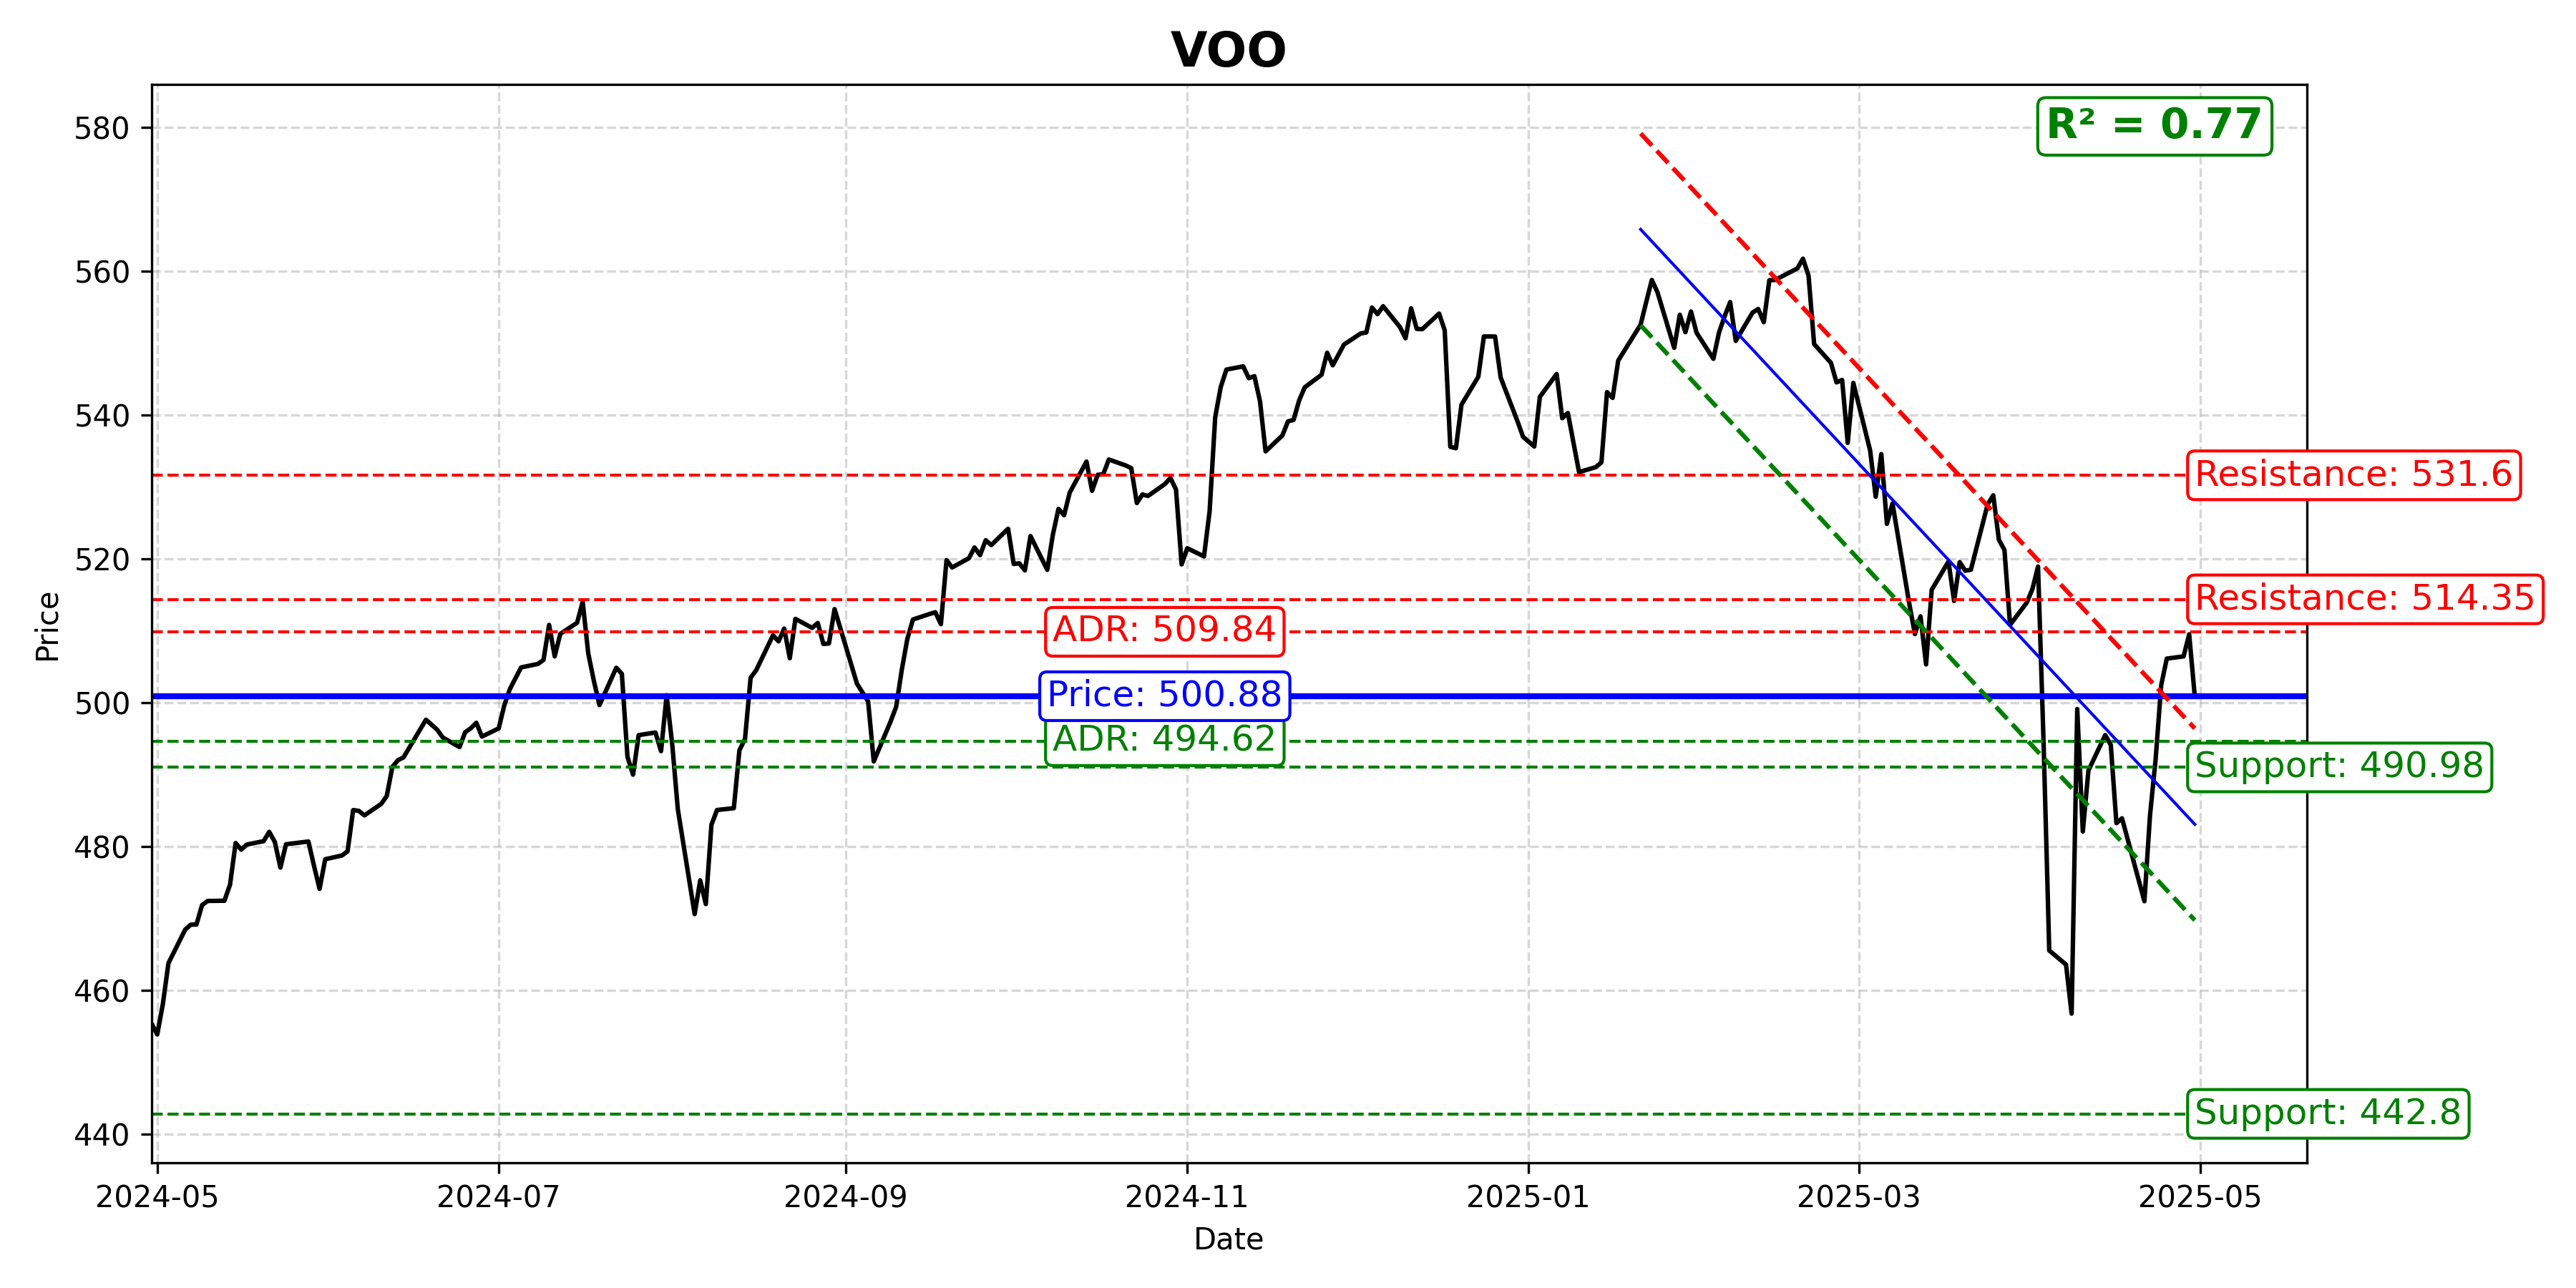 VOO
R² = 0.77
580
560
540
520
500
480
460
440
Price
Resistance: 531.6
Resistance: 514.35
ADR: 509.84
Price: 500.88
ADR: 494.62
Support: 490.98
Support: 442.8
2024-05
2024-07
2024-09
2024-11
2025-01
2025-03
2025-05
Date